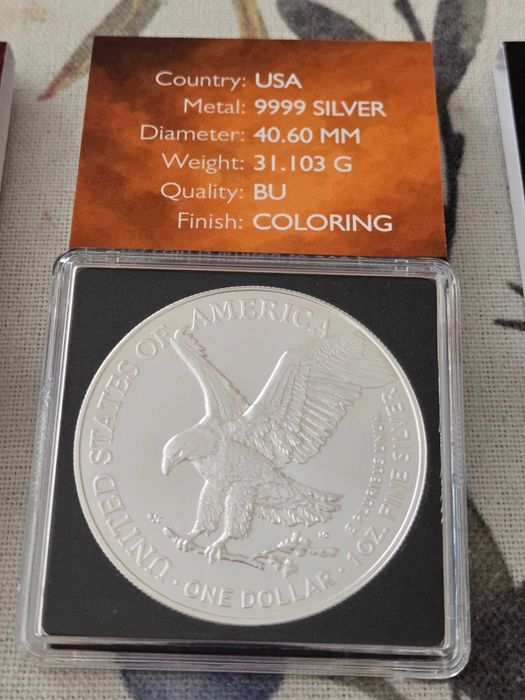 Country: USA
Metal: 9999 SILVER
Diameter: 40.60 MM
Weight: 31.103 G
Quality: BU
Finish: COLORING
UNITED STATES OF AMERICA
E PLURIBUS UNUM
· ONE DOLLAR · 1 OZ. FINE SILVER